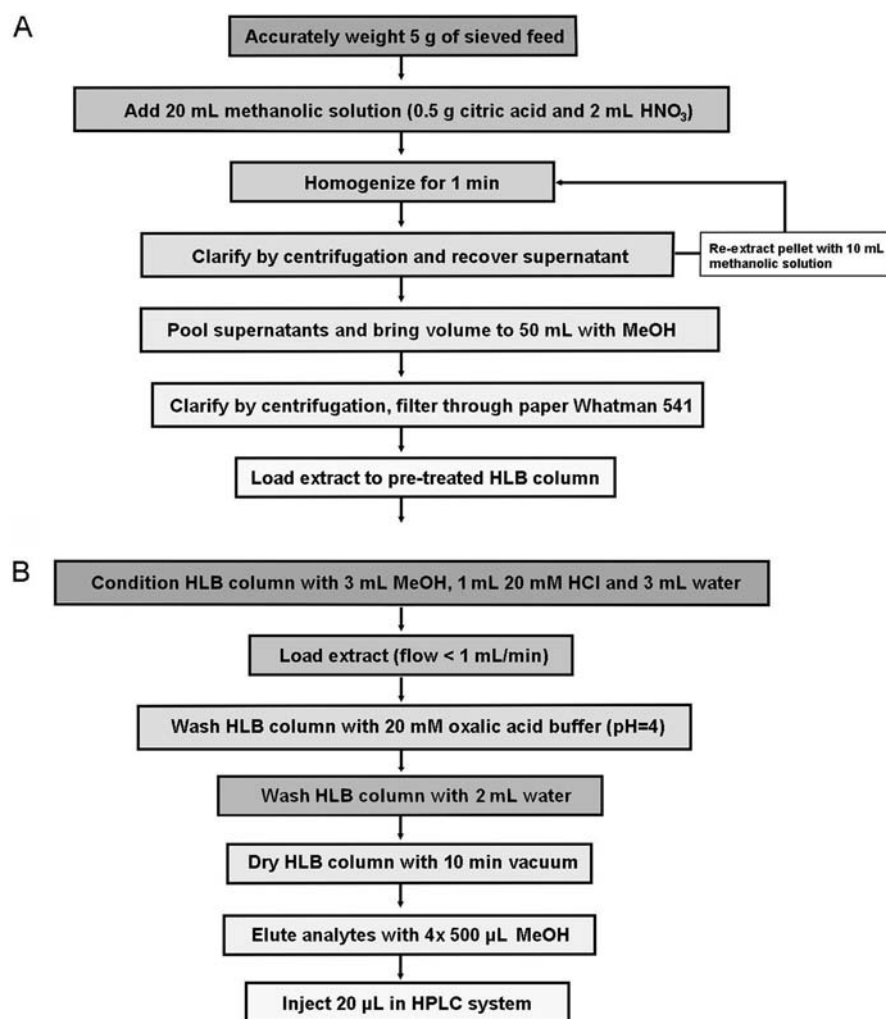 A
Accurately weight 5 g of sieved feed
Add 20 mL methanolic solution (0.5 g citric acid and 2 mL HNO₃)
Homogenize for 1 min
Clarify by centrifugation and recover supernatant
Re-extract pellet with 10 mL
methanolic solution
Pool supernatants and bring volume to 50 mL with MeOH
Clarify by centrifugation, filter through paper Whatman 541
Load extract to pre-treated HLB column
B
Condition HLB column with 3 mL MeOH, 1 mL 20 mM HCl and 3 mL water
Load extract (flow < 1 mL/min)
Wash HLB column with 20 mM oxalic acid buffer (pH=4)
Wash HLB column with 2 mL water
Dry HLB column with 10 min vacuum
Elute analytes with 4x 500 µL MeOH
Inject 20 µL in HPLC system